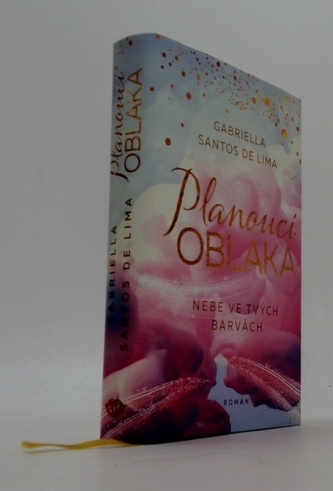 GABRIELLA
SANTOS DE LIMA
Planoucí
OBLAKA
NEBE VE TVÝCH
BARVÁCH
ROMÁN
GABRIELLA
SANTOS DE LIMA
Planoucí
OBLAKA